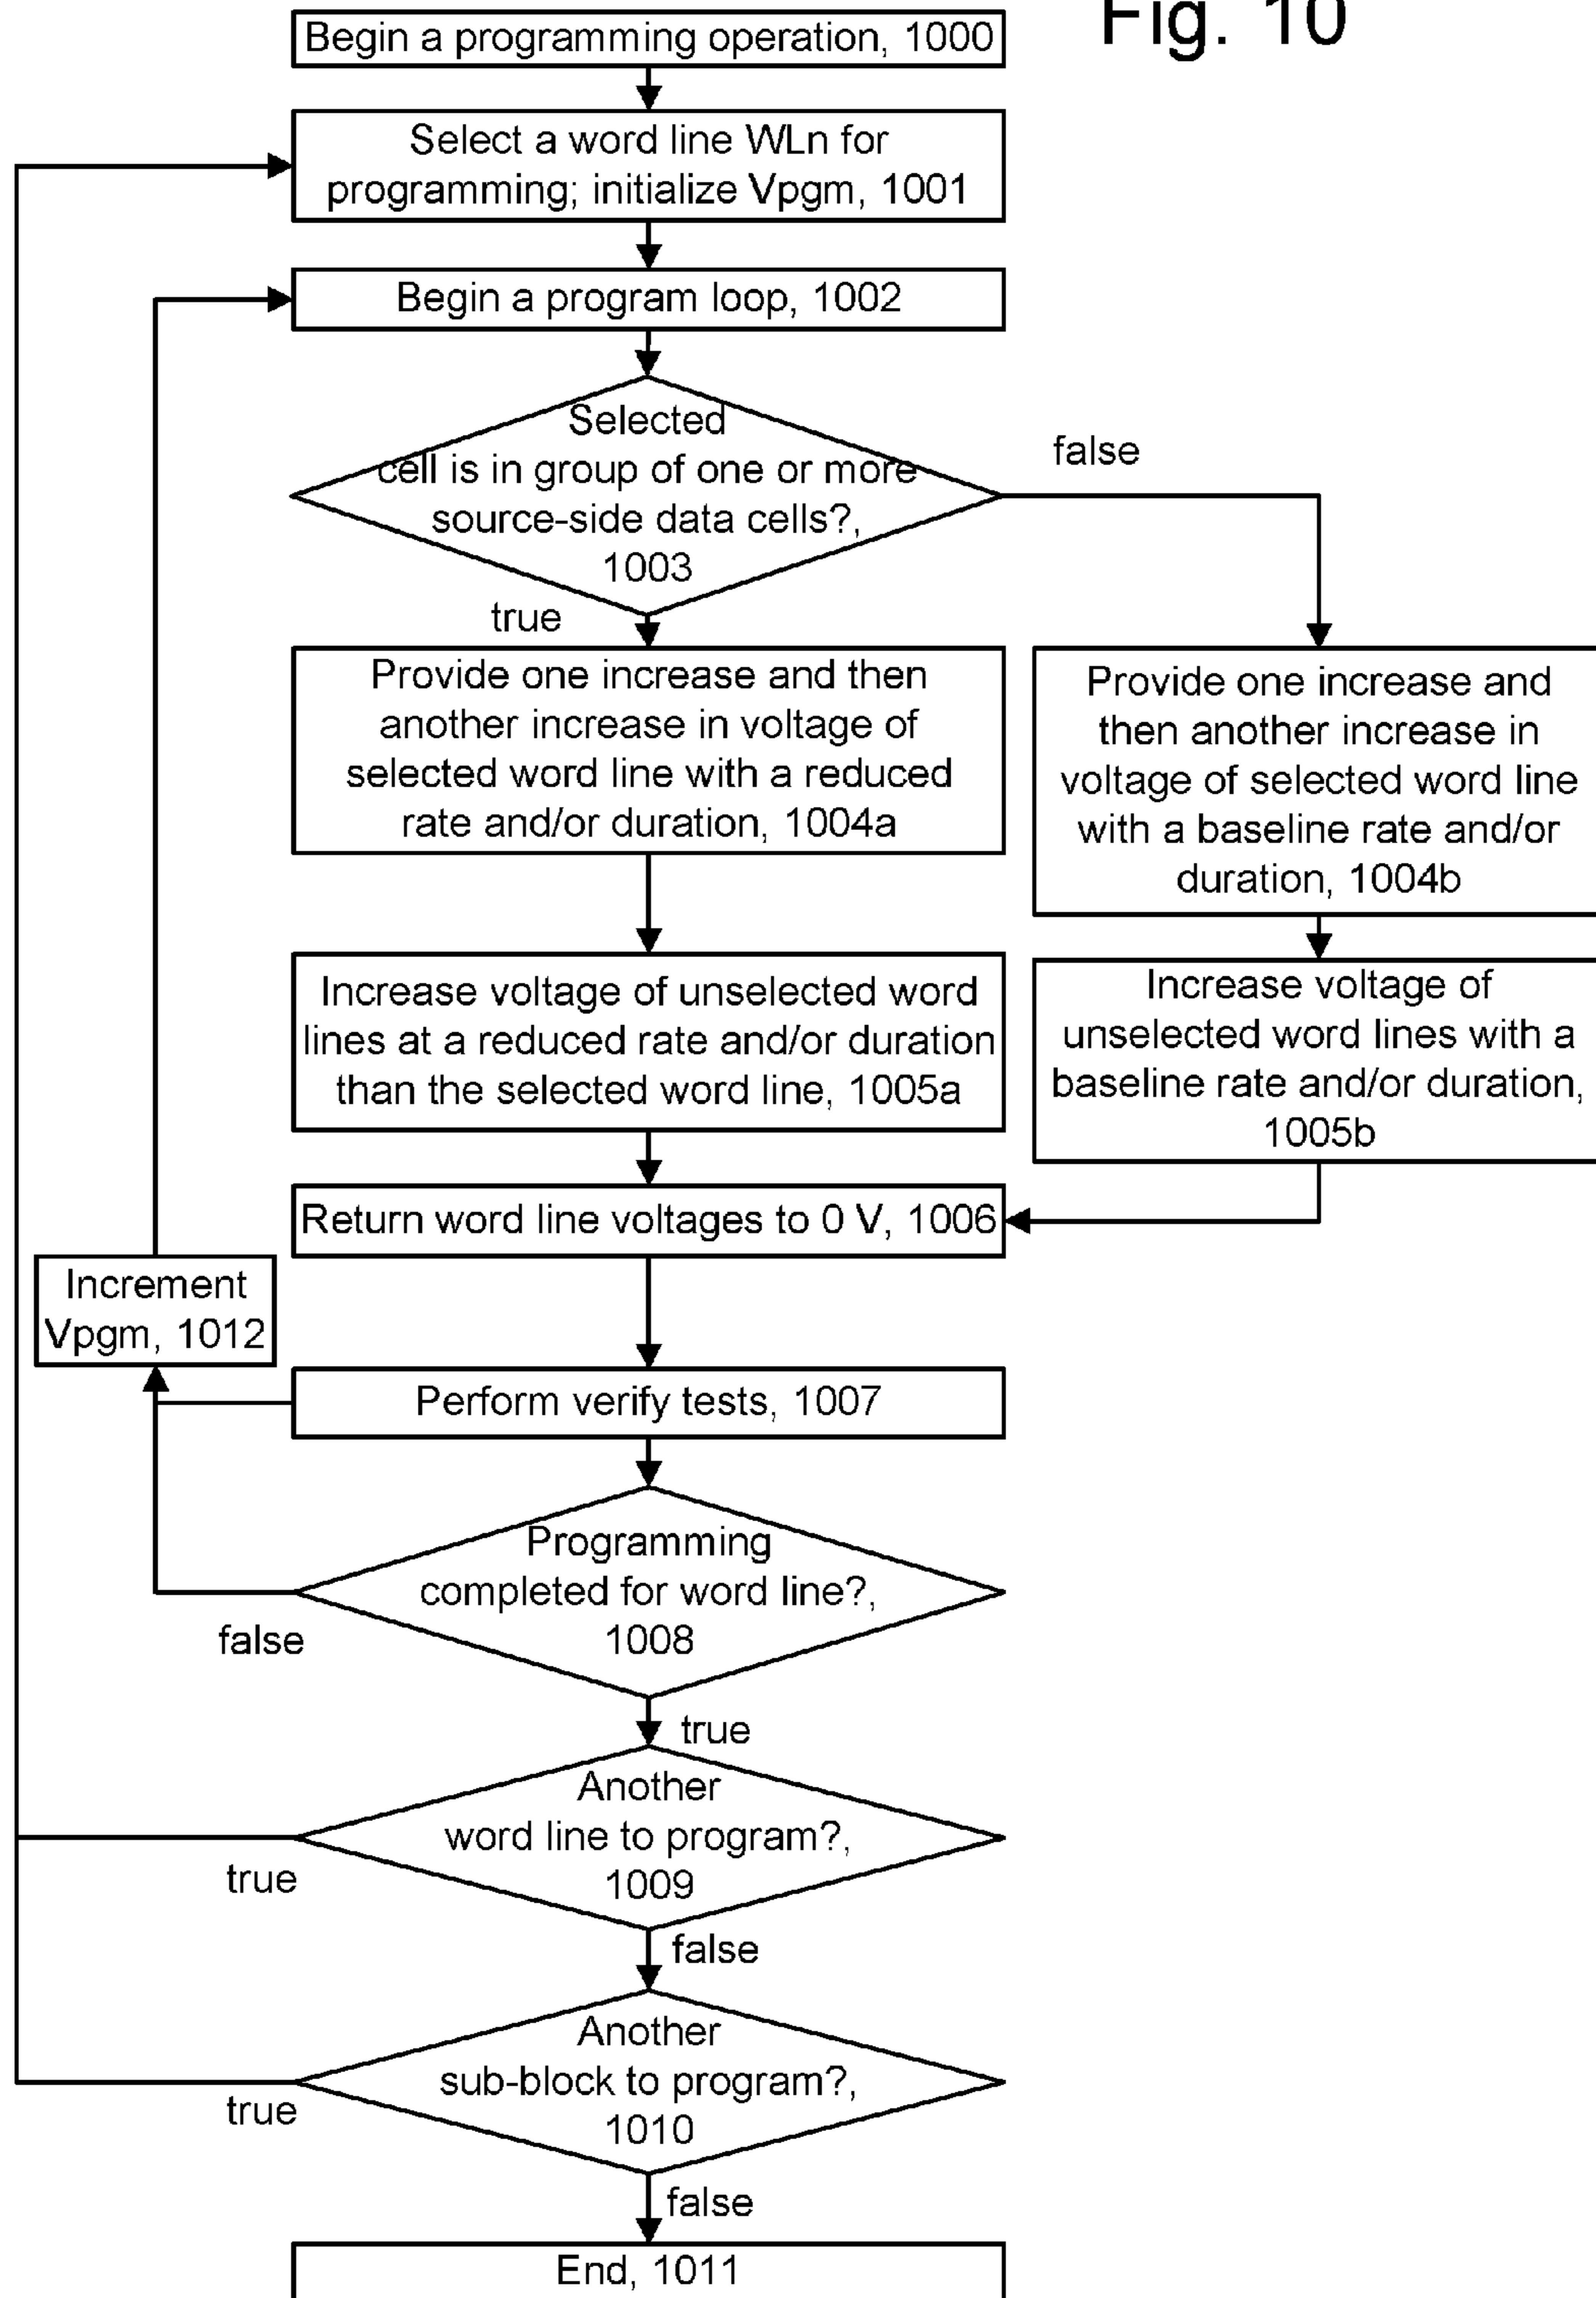 Fig. 10
Begin a programming operation, 1000
Select a word line WLn for
programming; initialize Vpgm, 1001
Begin a program loop, 1002
Selected
cell is in group of one or more
source-side data cells?,
1003
false
true
Provide one increase and then
another increase in voltage of
selected word line with a reduced
rate and/or duration, 1004a
Provide one increase and
then another increase in
voltage of selected word line
with a baseline rate and/or
duration, 1004b
Increase voltage of unselected word
lines at a reduced rate and/or duration
than the selected word line, 1005a
Increase voltage of
unselected word lines with a
baseline rate and/or duration,
1005b
Return word line voltages to 0 V, 1006
Increment
Vpgm, 1012
Perform verify tests, 1007
Programming
completed for word line?,
1008
false
true
Another
word line to program?,
1009
true
false
Another
sub-block to program?,
1010
true
false
End, 1011